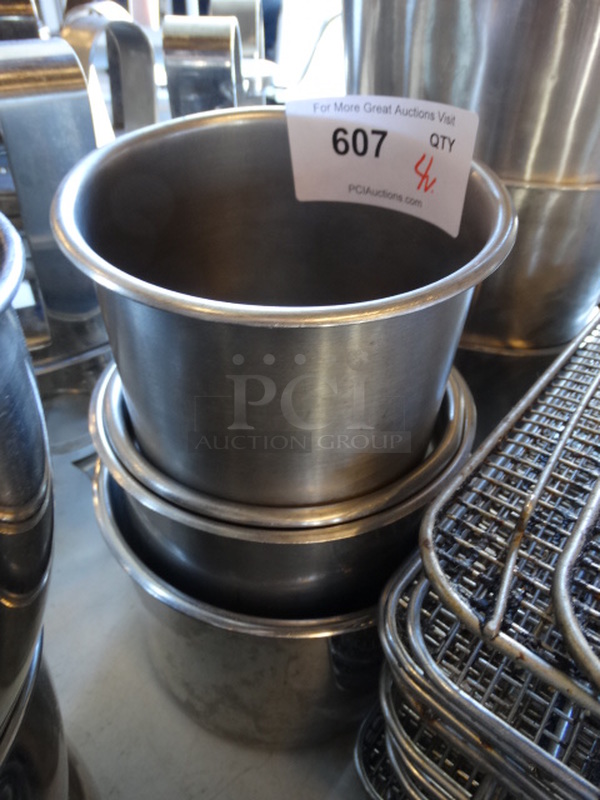 For More Great Auctions Visit
607 QTY
4
PCIAuctions.com
PCI
AUCTION GROUP